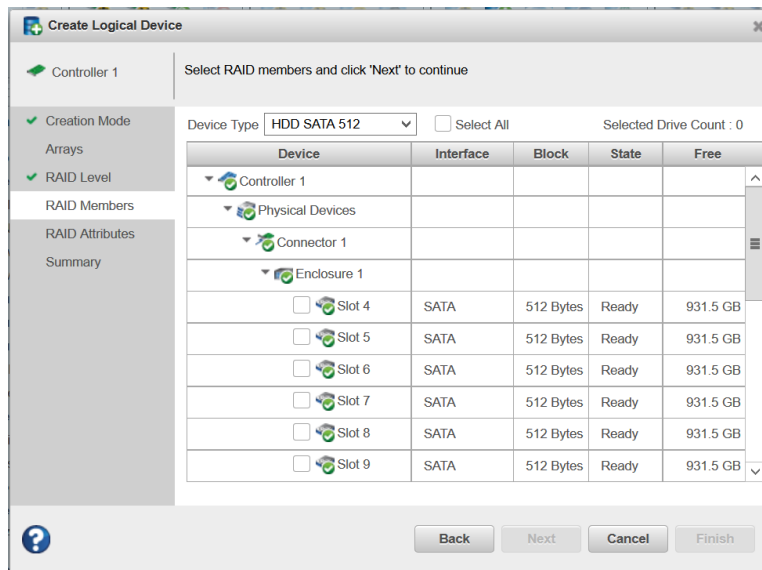 Create Logical Device
Controller 1
Select RAID members and click 'Next' to continue
Creation Mode
Arrays
RAID Level
RAID Members
RAID Attributes
Summary
Device Type HDD SATA 512 Select All Selected Drive Count : 0
Device Interface Block State Free
Controller 1
Physical Devices
Connector 1
Enclosure 1
Slot 4 SATA 512 Bytes Ready 931.5 GB
Slot 5 SATA 512 Bytes Ready 931.5 GB
Slot 6 SATA 512 Bytes Ready 931.5 GB
Slot 7 SATA 512 Bytes Ready 931.5 GB
Slot 8 SATA 512 Bytes Ready 931.5 GB
Slot 9 SATA 512 Bytes Ready 931.5 GB
? Back Next Cancel Finish